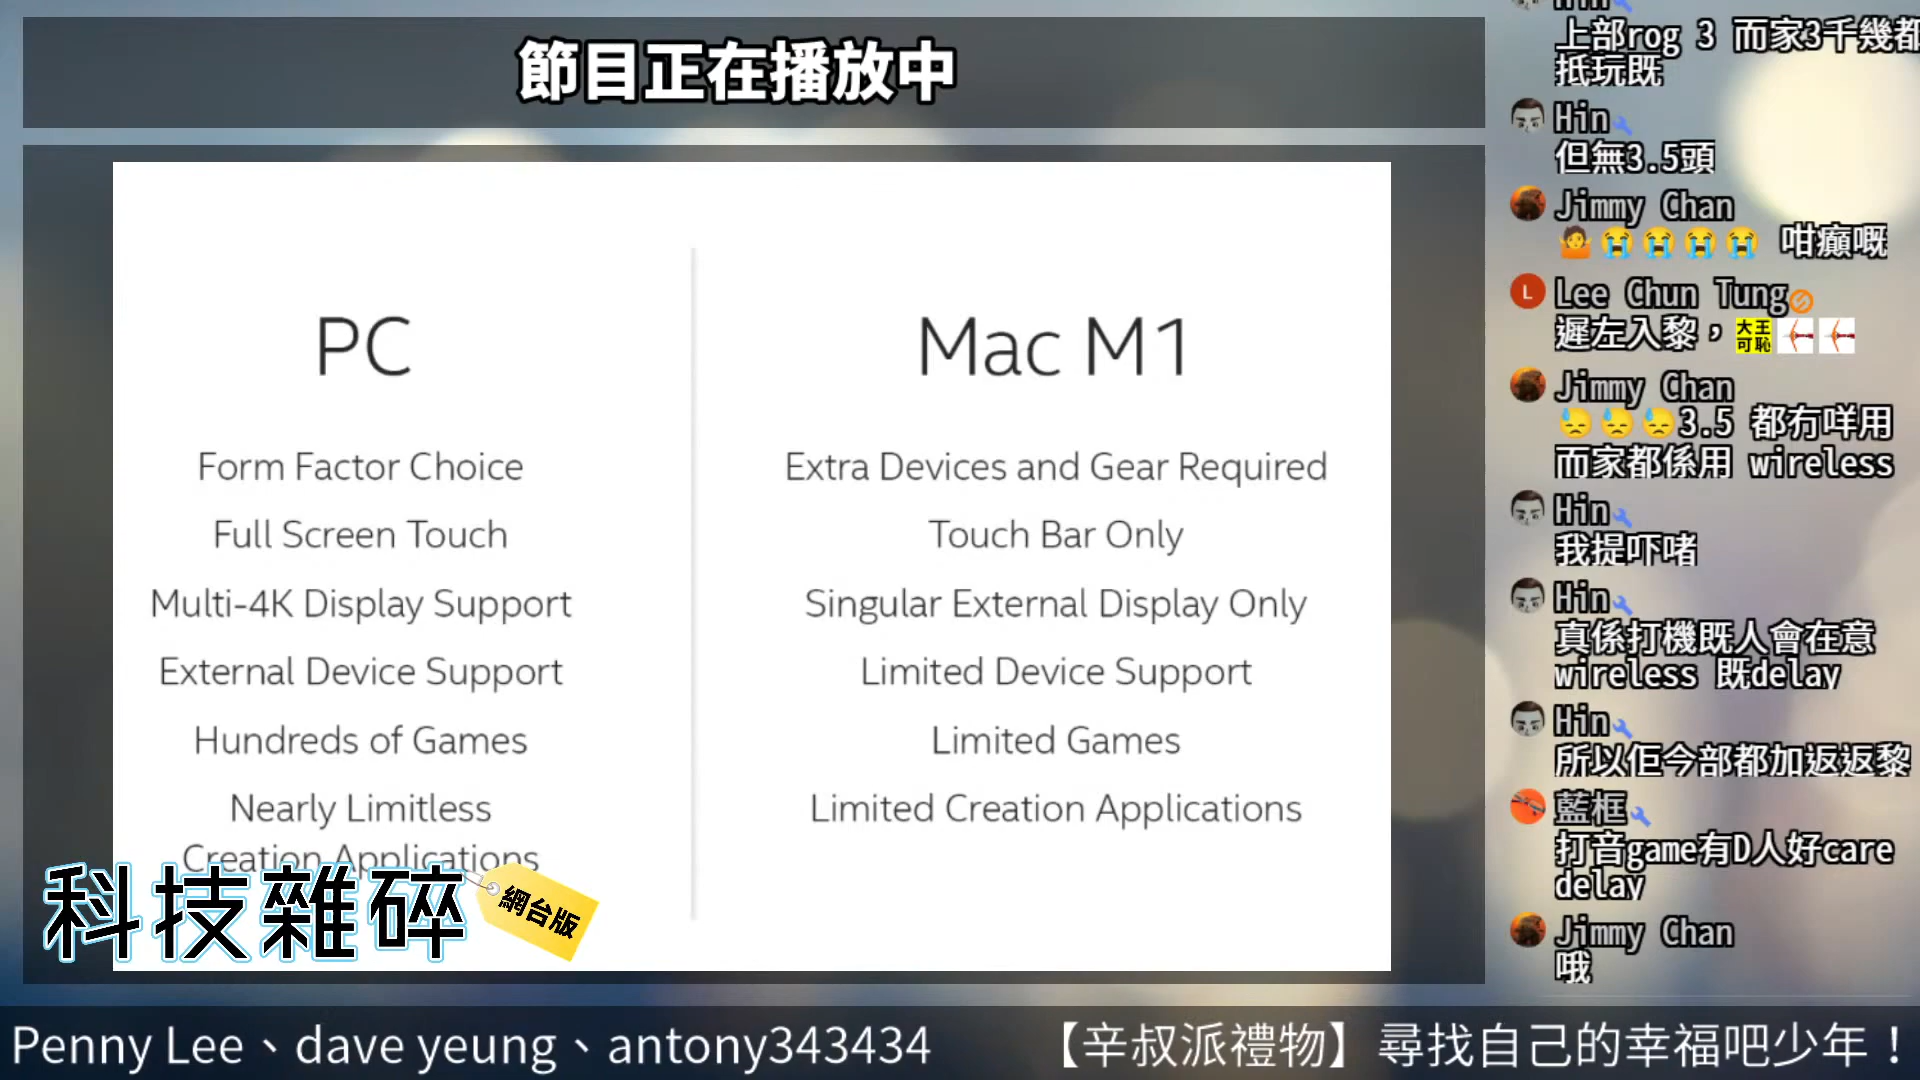 節目正在播放中
PC
Form Factor Choice
Full Screen Touch
Multi-4K Display Support
External Device Support
Hundreds of Games
Nearly Limitless
Creation Applications
Mac M1
Extra Devices and Gear Required
Touch Bar Only
Singular External Display Only
Limited Device Support
Limited Games
Limited Creation Applications
科技雜碎
網台版
上部rog 3 而家3千幾都
抵玩既
Hin
但無3.5頭
Jimmy Chan
🤷😭😭😭😭 咁癲嘅
L
Lee Chun Tung
遲左入黎，
大王
可恥
Jimmy Chan
😓😓😓3.5 都冇咩用
而家都係用 wireless
Hin
我提吓啫
Hin
真係打機既人會在意
wireless 既delay
Hin
所以佢今部都加返返黎
藍框
打音game有D人好care
delay
Jimmy Chan
哦
Penny Lee、dave yeung、antony343434
【辛叔派禮物】尋找自己的幸福吧少年！